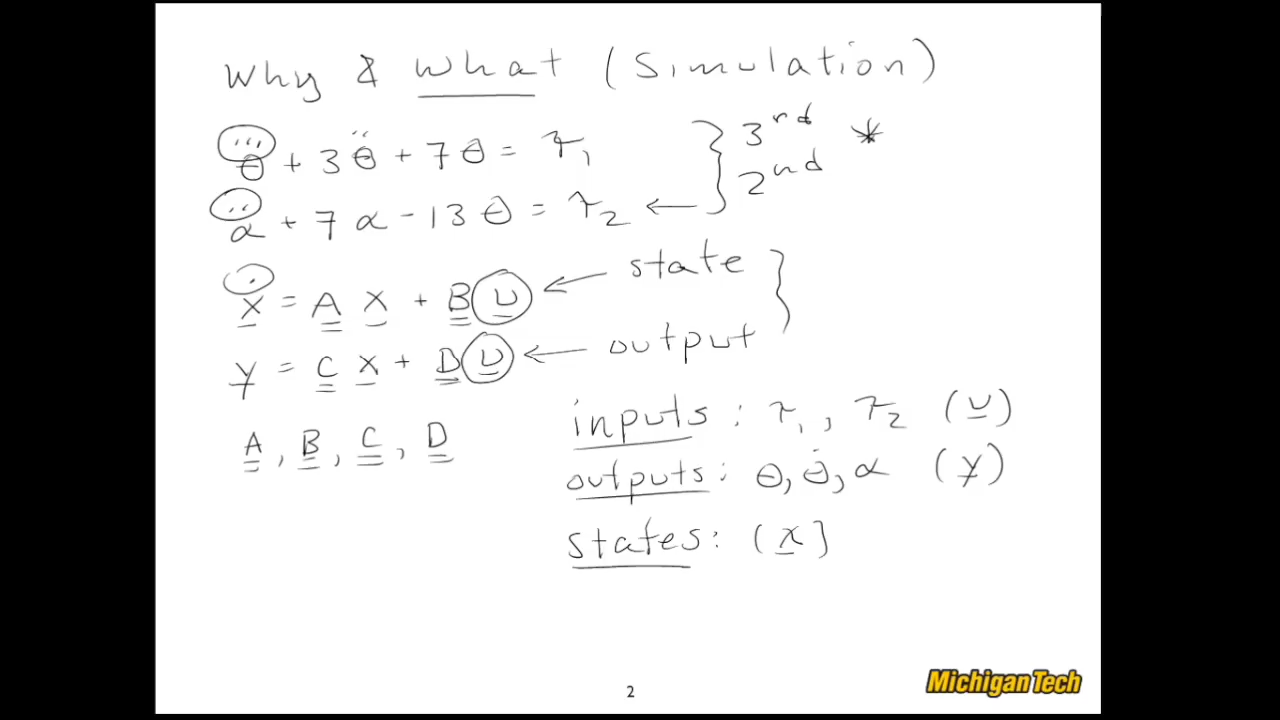 Why & What (Simulation)
θ⃛ + 3θ̈ + 7θ = τ₁ } 3rd *
α̈ + 7α - 13θ = τ₂ ← 2nd
ẋ = A x + B u ← state }
y = C x + D u ← output
inputs: τ₁, τ₂ (u)
A, B, C, D
outputs: θ, θ̇, α (y)
states: (x)
2
Michigan Tech